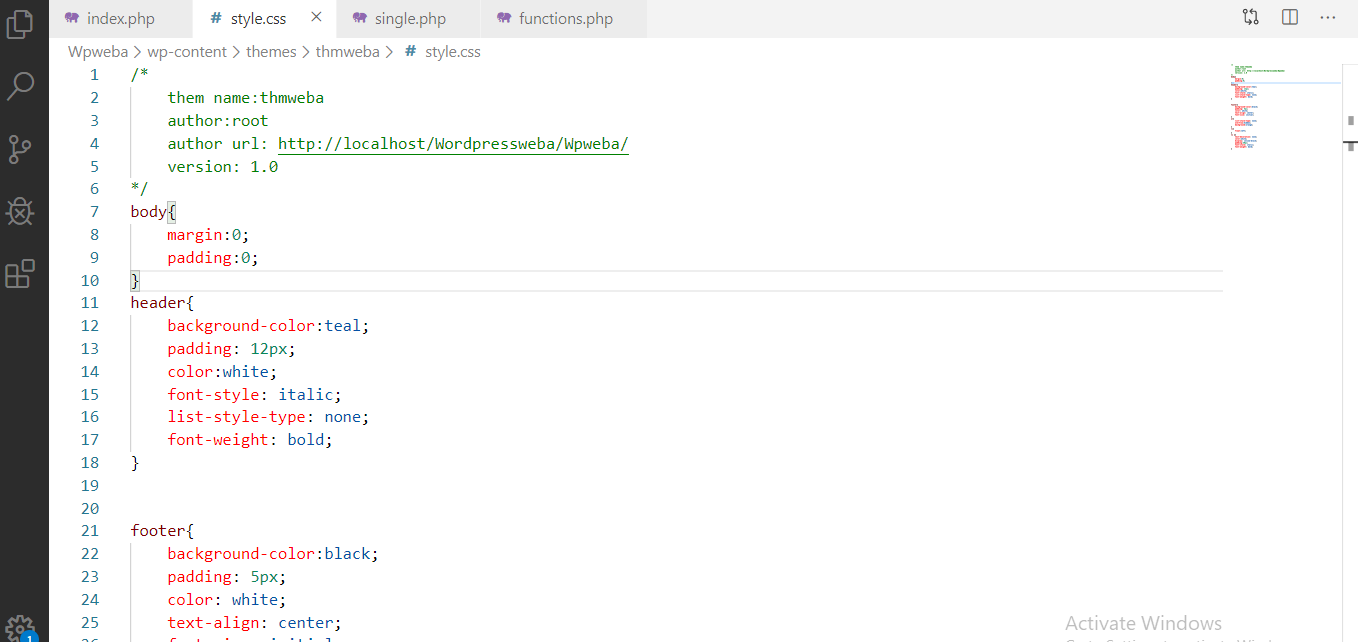 index.php
# style.css ×
single.php
functions.php
Wpweba > wp-content > themes > thmweba > # style.css
1 /*
2 them name:thmweba
3 author:root
4 author url: http://localhost/Wordpressweba/Wpweba/
5 version: 1.0
6 */
7 body{
8 margin:0;
9 padding:0;
10 }
11 header{
12 background-color:teal;
13 padding: 12px;
14 color:white;
15 font-style: italic;
16 list-style-type: none;
17 font-weight: bold;
18 }
19
20
21 footer{
22 background-color:black;
23 padding: 5px;
24 color: white;
25 text-align: center;
1
Activate Windows